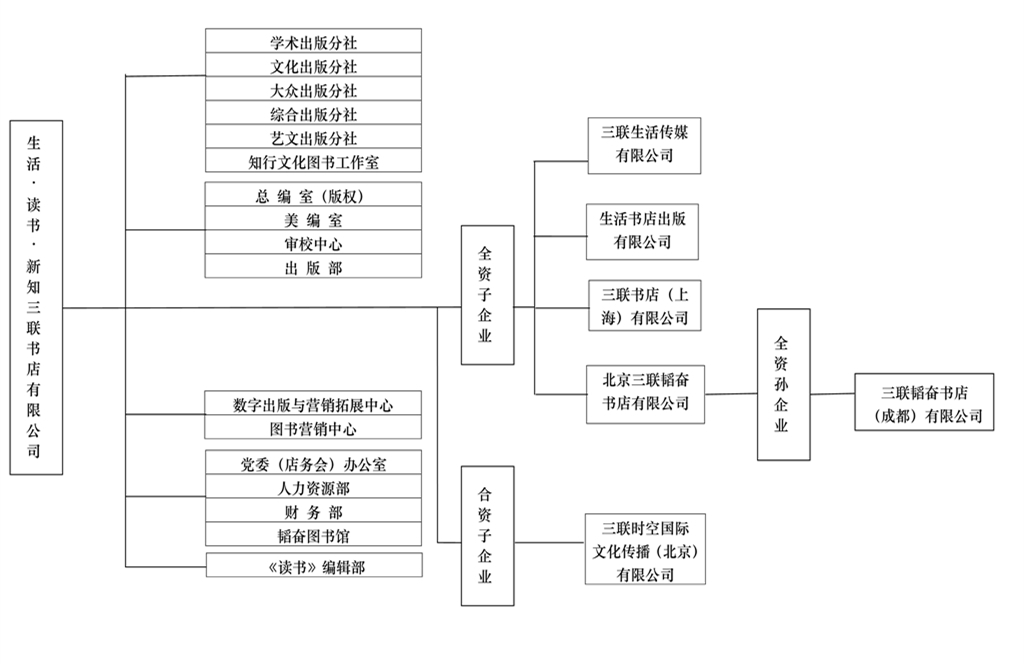 生活·读书·新知三联书店有限公司
学术出版分社
文化出版分社
大众出版分社
综合出版分社
艺文出版分社
知行文化图书工作室
总 编 室（版权）
美 编 室
审校中心
出 版 部
数字出版与营销拓展中心
图书营销中心
党委（店务会）办公室
人力资源部
财 务 部
韬奋图书馆
《读书》编辑部
全资子企业
三联生活传媒
有限公司
生活书店出版
有限公司
三联书店（上
海）有限公司
北京三联韬奋
书店有限公司
全资孙企业
三联韬奋书店
（成都）有限公司
合资子企业
三联时空国际
文化传播（北京）
有限公司